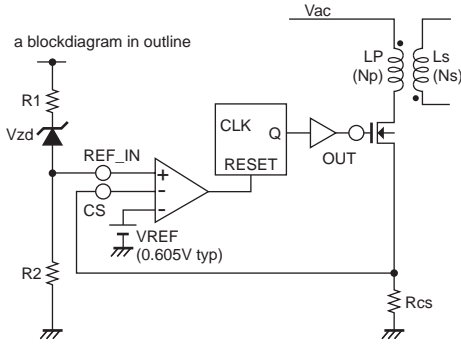 Vac
a blockdiagram in outline
LP
(Np)
Ls
(Ns)
R1
Vzd
CLK
Q
RESET
OUT
REF_IN
+
-
-
CS
VREF
(0.605V typ)
R2
Rcs